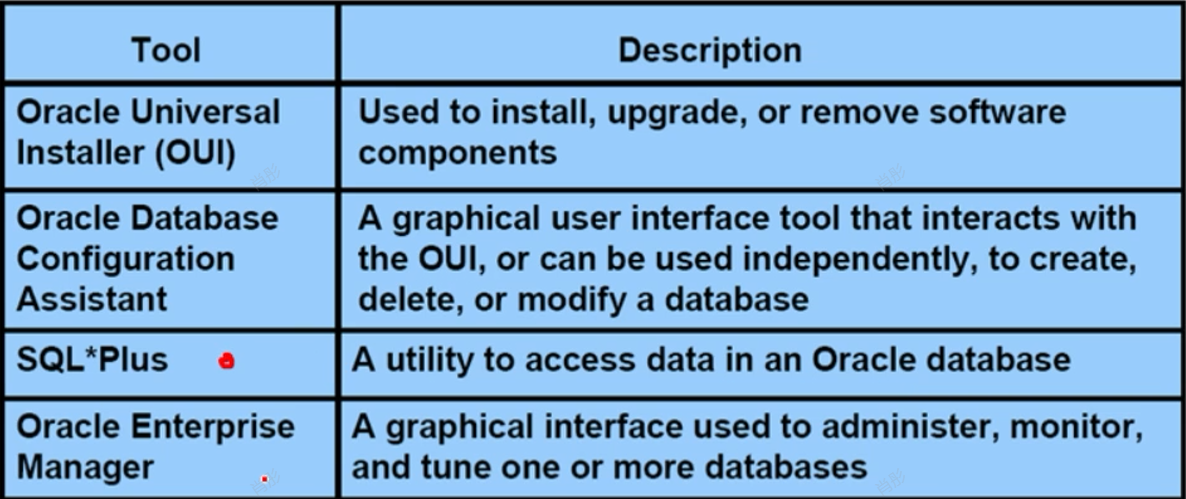 Tool
Description
Oracle Universal
Installer (OUI)
Used to install, upgrade, or remove software
components
Oracle Database
Configuration
Assistant
A graphical user interface tool that interacts with
the OUI, or can be used independently, to create,
delete, or modify a database
SQL*Plus
A utility to access data in an Oracle database
Oracle Enterprise
Manager
A graphical interface used to administer, monitor,
and tune one or more databases